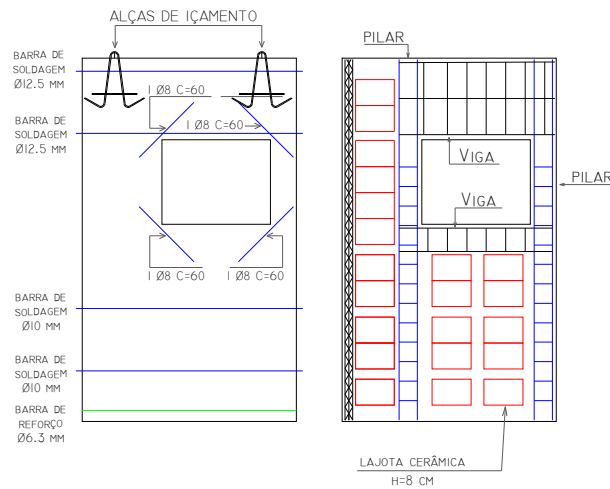 ALÇAS DE IÇAMENTO
BARRA DE
SOLDAGEM
Ø12.5 MM
1 Ø8 C=60
1 Ø8 C=60
BARRA DE
SOLDAGEM
Ø12.5 MM
1 Ø8 C=60
1 Ø8 C=60
BARRA DE
SOLDAGEM
Ø10 MM
BARRA DE
SOLDAGEM
Ø10 MM
BARRA DE
REFORÇO
Ø6.3 MM
PILAR
VIGA
PILAR
VIGA
LAJOTA CERÂMICA
H=8 CM